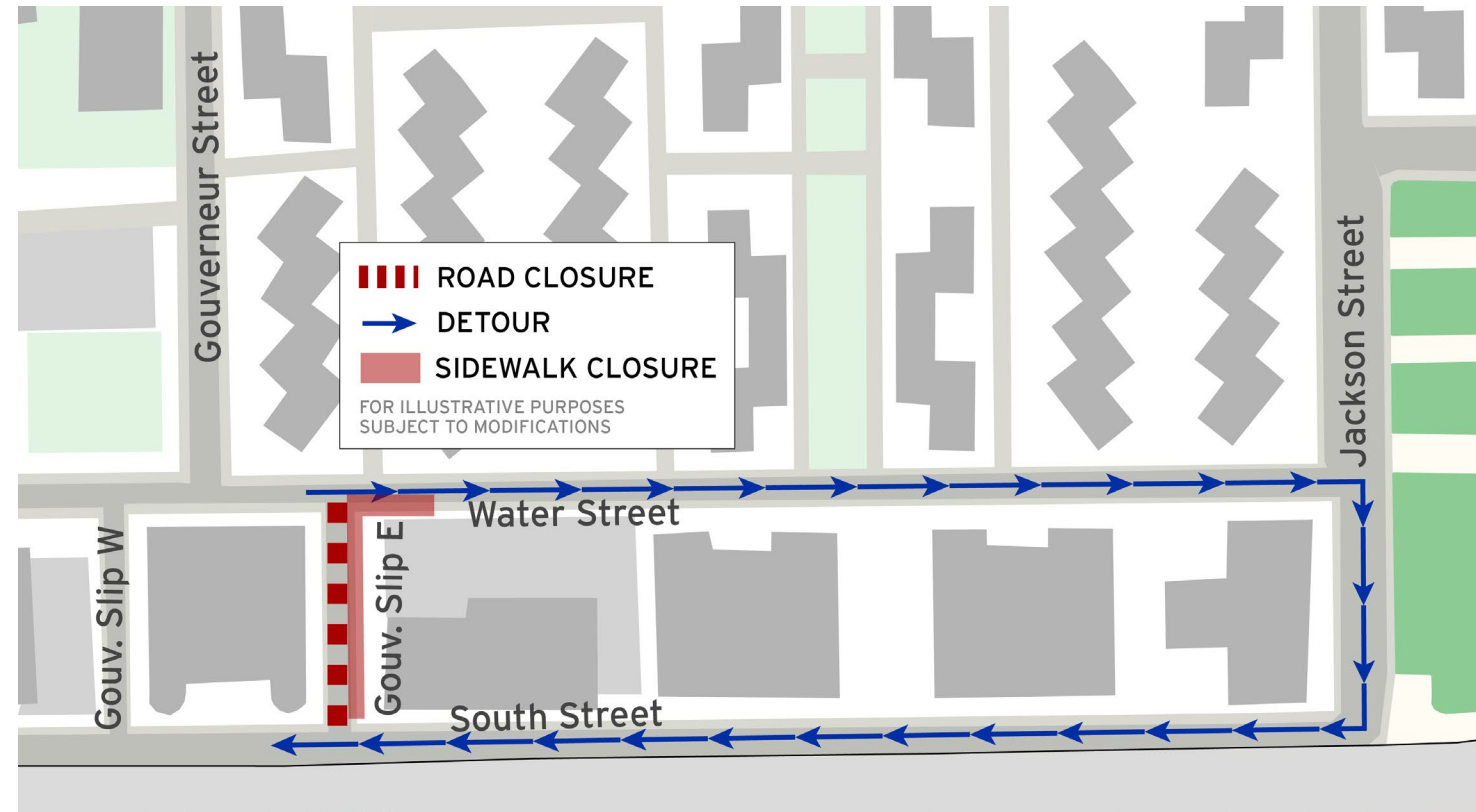 Gouverneur Street
ROAD CLOSURE
DETOUR
SIDEWALK CLOSURE
FOR ILLUSTRATIVE PURPOSES
SUBJECT TO MODIFICATIONS
Jackson Street
Water Street
Gouv. Slip W
Gouv. Slip E
South Street